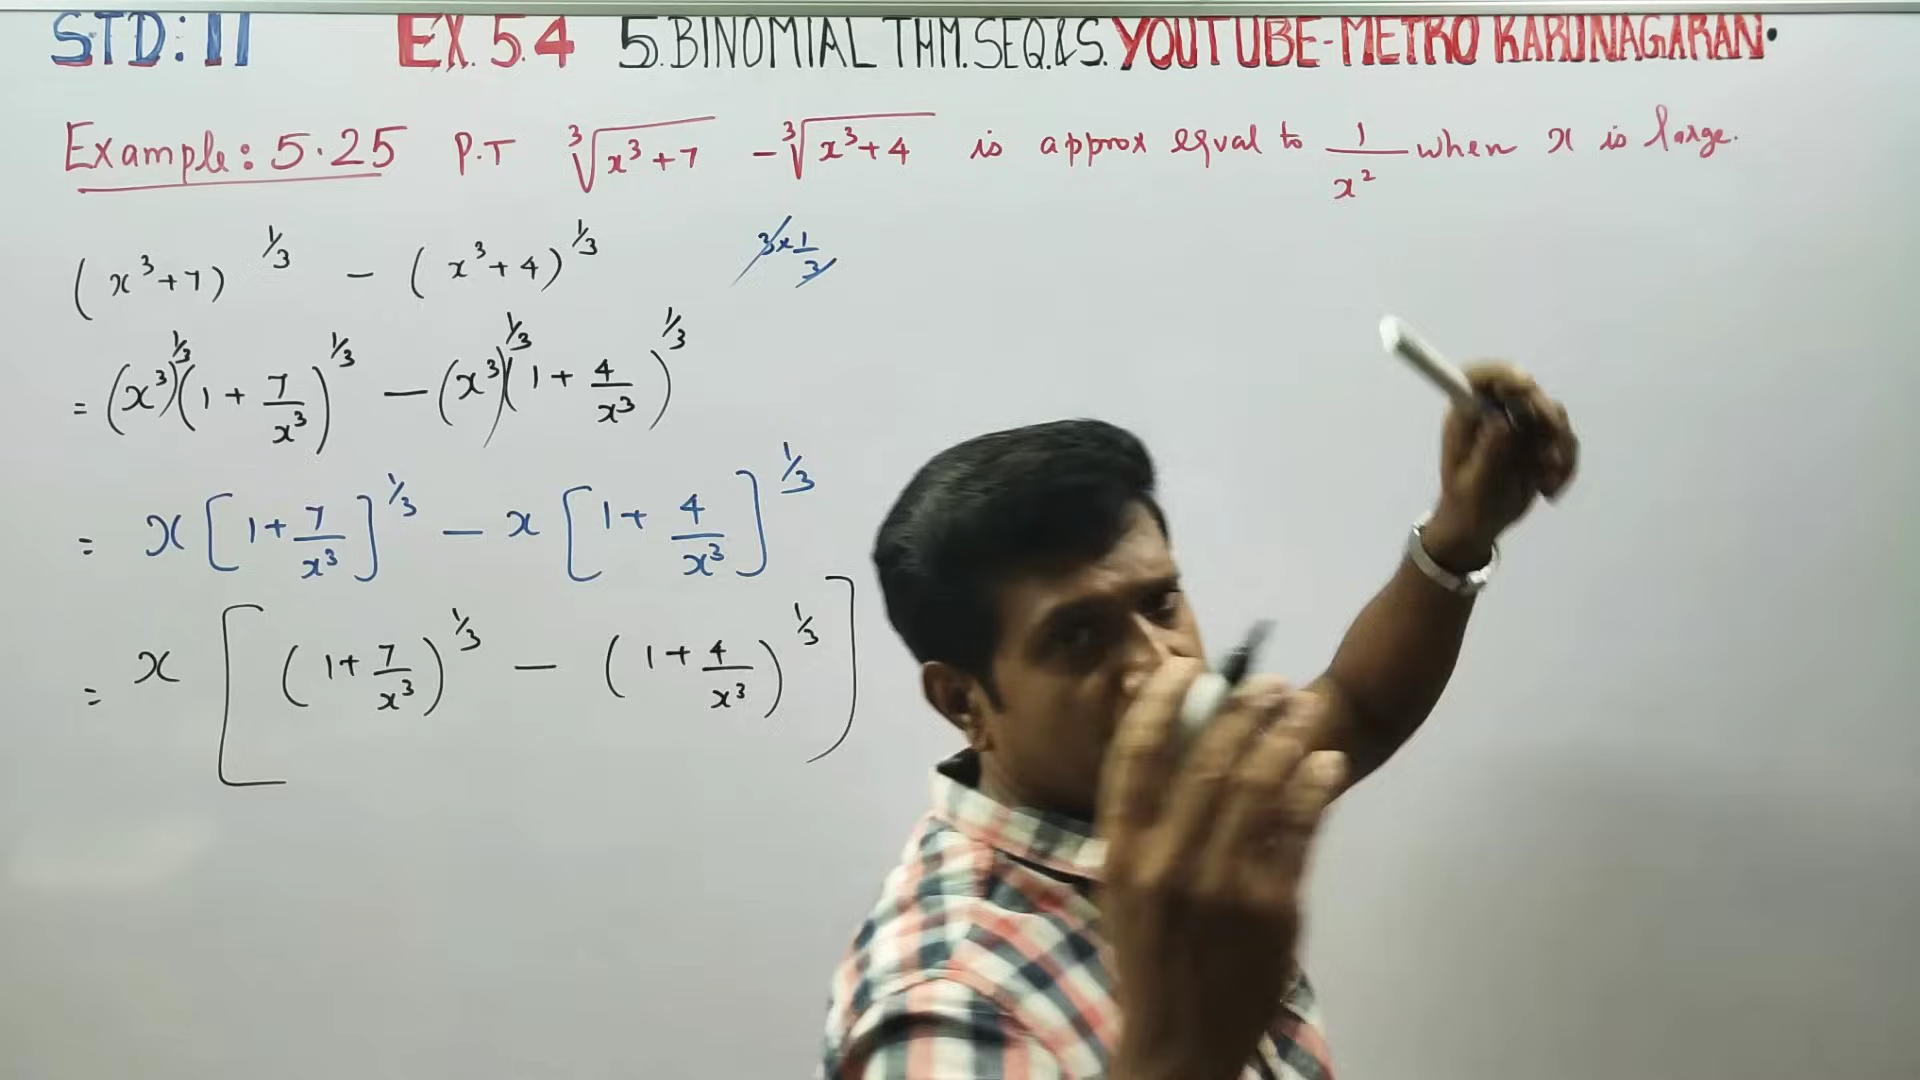 STD: 11 EX. 5.4 5.BINOMIAL THM.SEQ.&S. YOUTUBE-METRO KARUNAGARAN.
Example: 5.25 P.T ∛(x³+7) - ∛(x³+4) is approx equal to 1/x² when x is large.
(x³+7)^1/3 - (x³+4)^1/3 3×1/3
= (x³)^1/3 (1+7/x³)^1/3 - (x³)^1/3 (1+4/x³)^1/3
= x[1+7/x³]^1/3 - x[1+4/x³]^1/3
= x[(1+7/x³)^1/3 - (1+4/x³)^1/3]